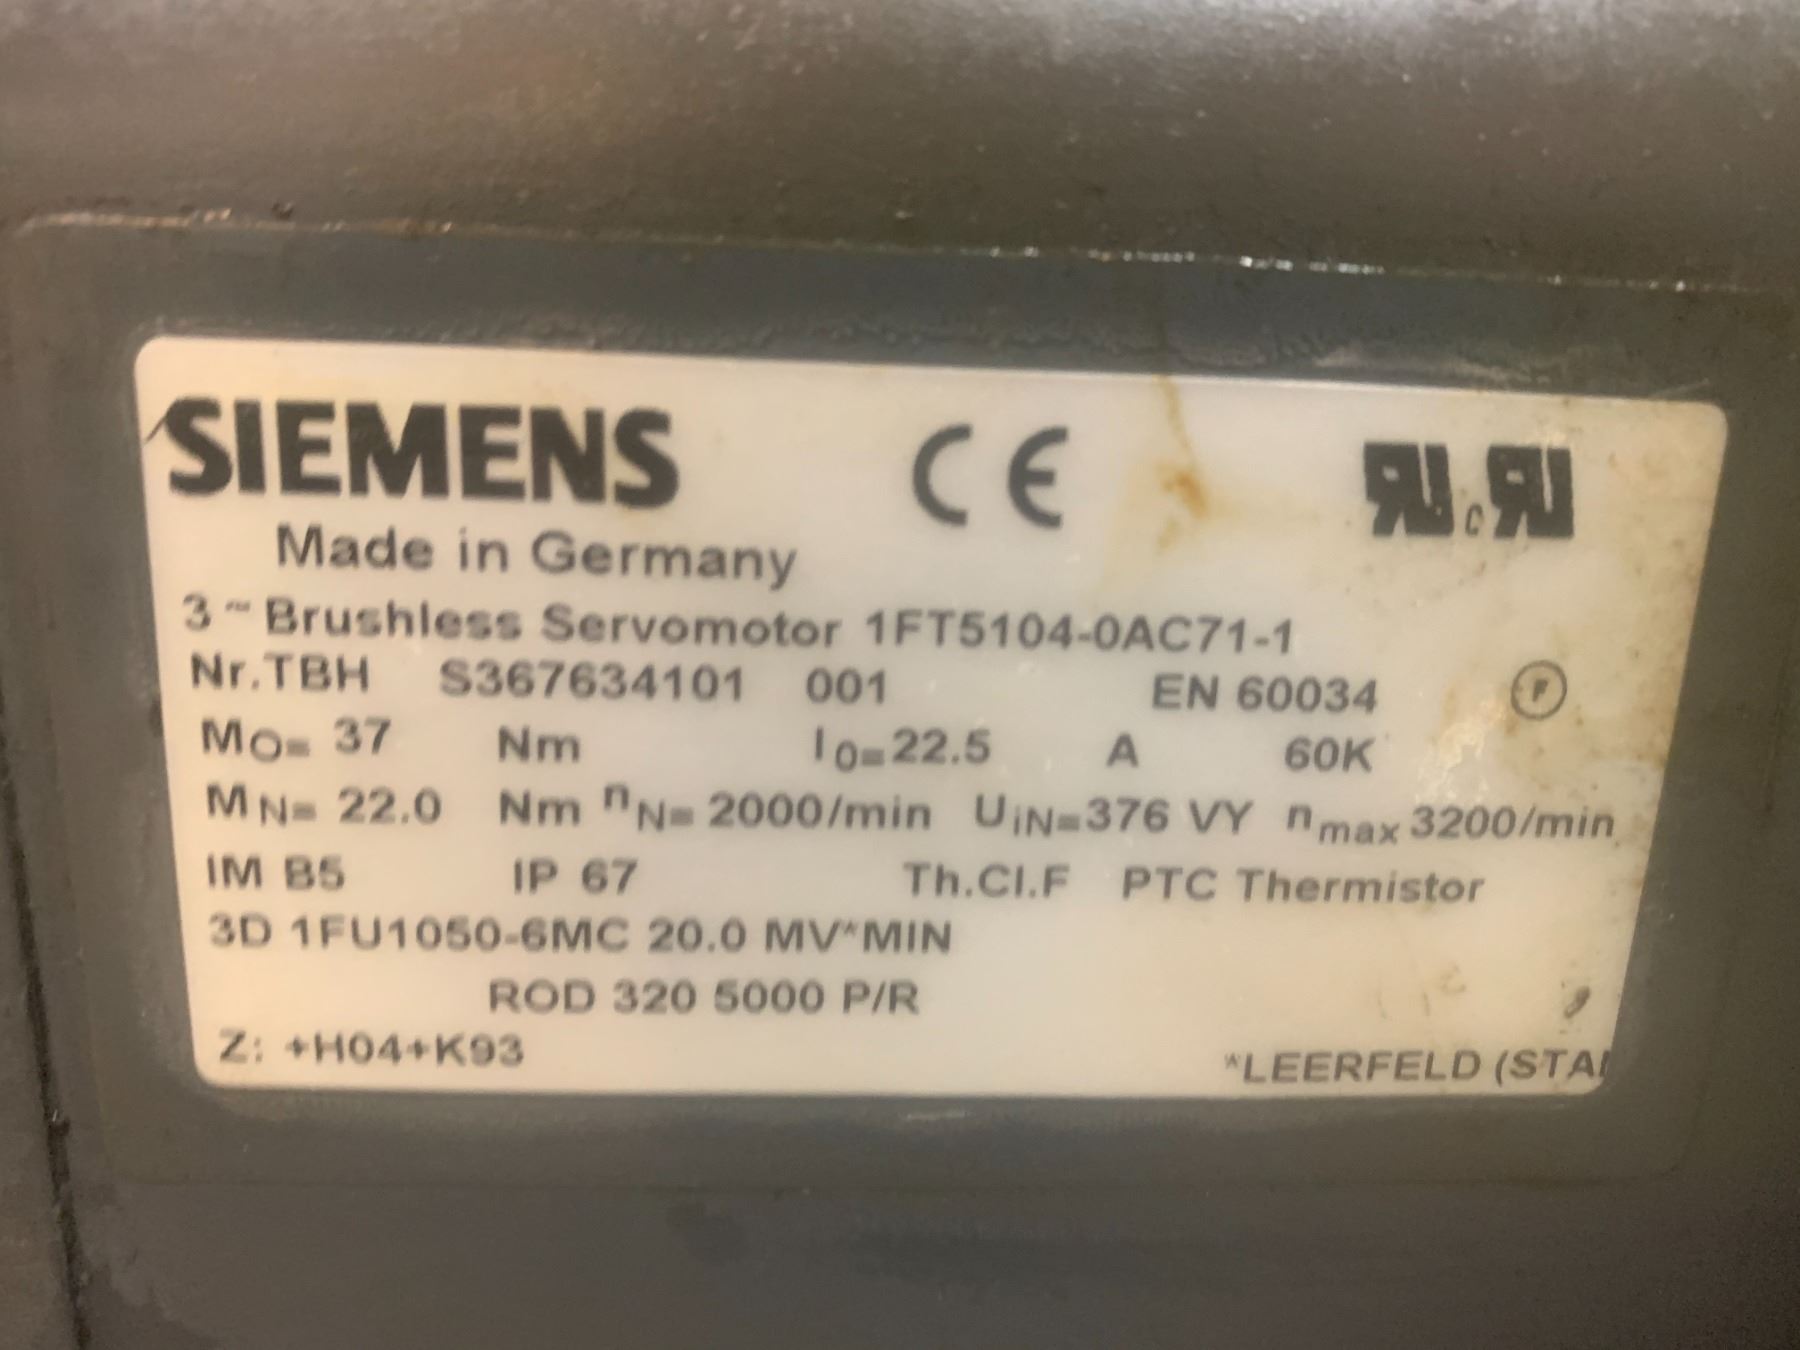 SIEMENS CE RU c RU
Made in Germany
3 ~ Brushless Servomotor 1FT5104-0AC71-1
Nr.TBH S367634101 001 EN 60034 F
MO= 37 Nm I0=22.5 A 60K
MN= 22.0 Nm nN= 2000/min UiN=376 VY nmax 3200/min
IM B5 IP 67 Th.Cl.F PTC Thermistor
3D 1FU1050-6MC 20.0 MV*MIN
ROD 320 5000 P/R
Z: +H04+K93 *LEERFELD (STA